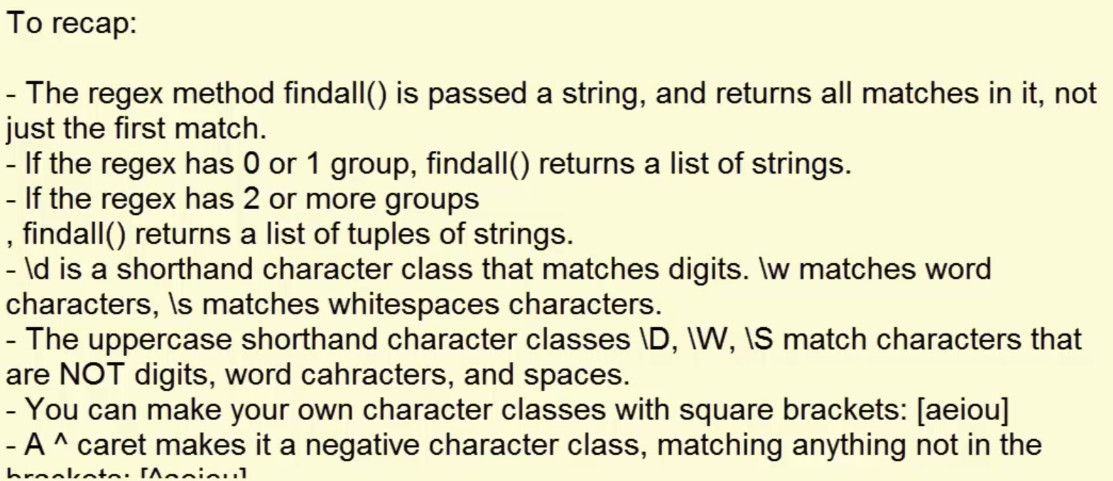 To recap:
- The regex method findall() is passed a string, and returns all matches in it, not
just the first match.
- If the regex has 0 or 1 group, findall() returns a list of strings.
- If the regex has 2 or more groups
, findall() returns a list of tuples of strings.
- \d is a shorthand character class that matches digits. \w matches word
characters, \s matches whitespaces characters.
- The uppercase shorthand character classes \D, \W, \S match characters that
are NOT digits, word cahracters, and spaces.
- You can make your own character classes with square brackets: [aeiou]
- A ^ caret makes it a negative character class, matching anything not in the
brackets: [^aeiou]